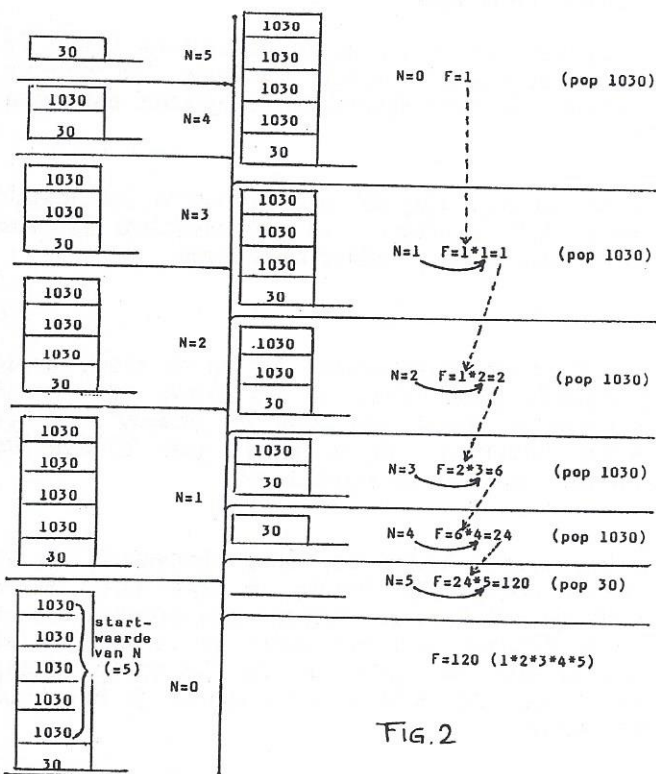 30 N=5
1030
N=4
30
1030
1030 N=3
30
1030
1030
N=2
1030
30
1030
1030
1030 N=1
1030
30
1030 start-
1030 waarde
van N
1030 (=5) N=0
1030
1030
30
1030
1030 N=0 F=1 (pop 1030)
1030
1030
30
1030
1030
N=1 F=1*1=1 (pop 1030)
1030
30
.1030
1030 N=2 F=1*2=2 (pop 1030)
30
1030
N=3 F=2*3=6 (pop 1030)
30
30 N=4 F=6*4=24 (pop 1030)
N=5 F=24*5=120 (pop 30)
F=120 (1*2*3*4*5)
FIG.2